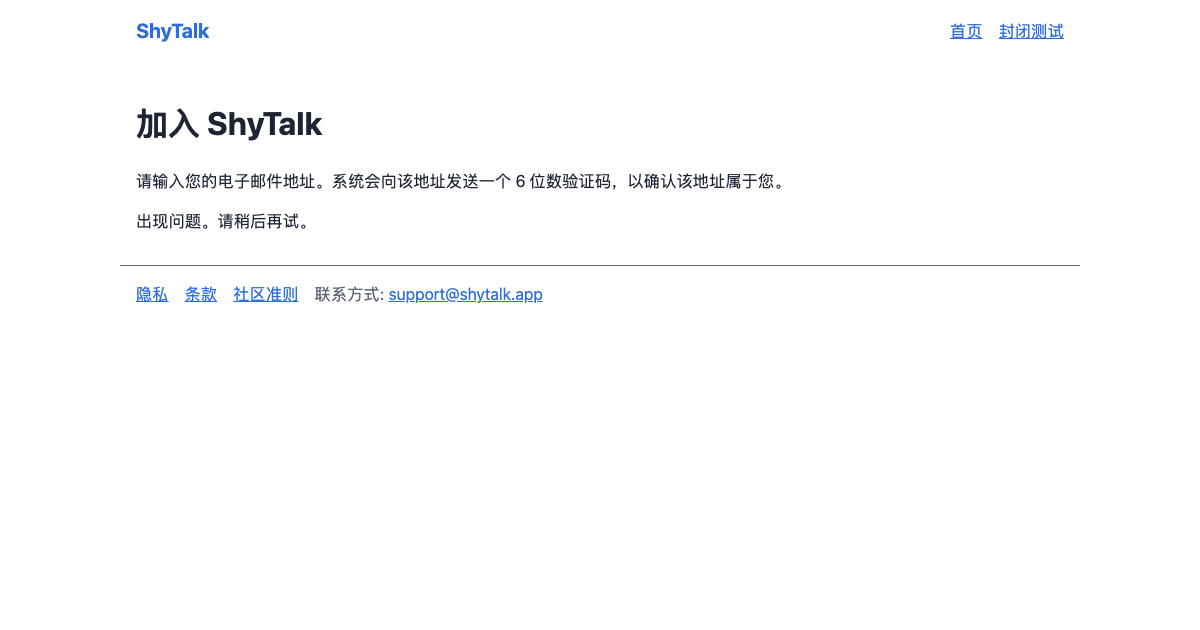 ShyTalk
首页 封闭测试
加入 ShyTalk
请输入您的电子邮件地址。系统会向该地址发送一个 6 位数验证码，以确认该地址属于您。
出现问题。请稍后再试。
隐私 条款 社区准则 联系方式: support@shytalk.app